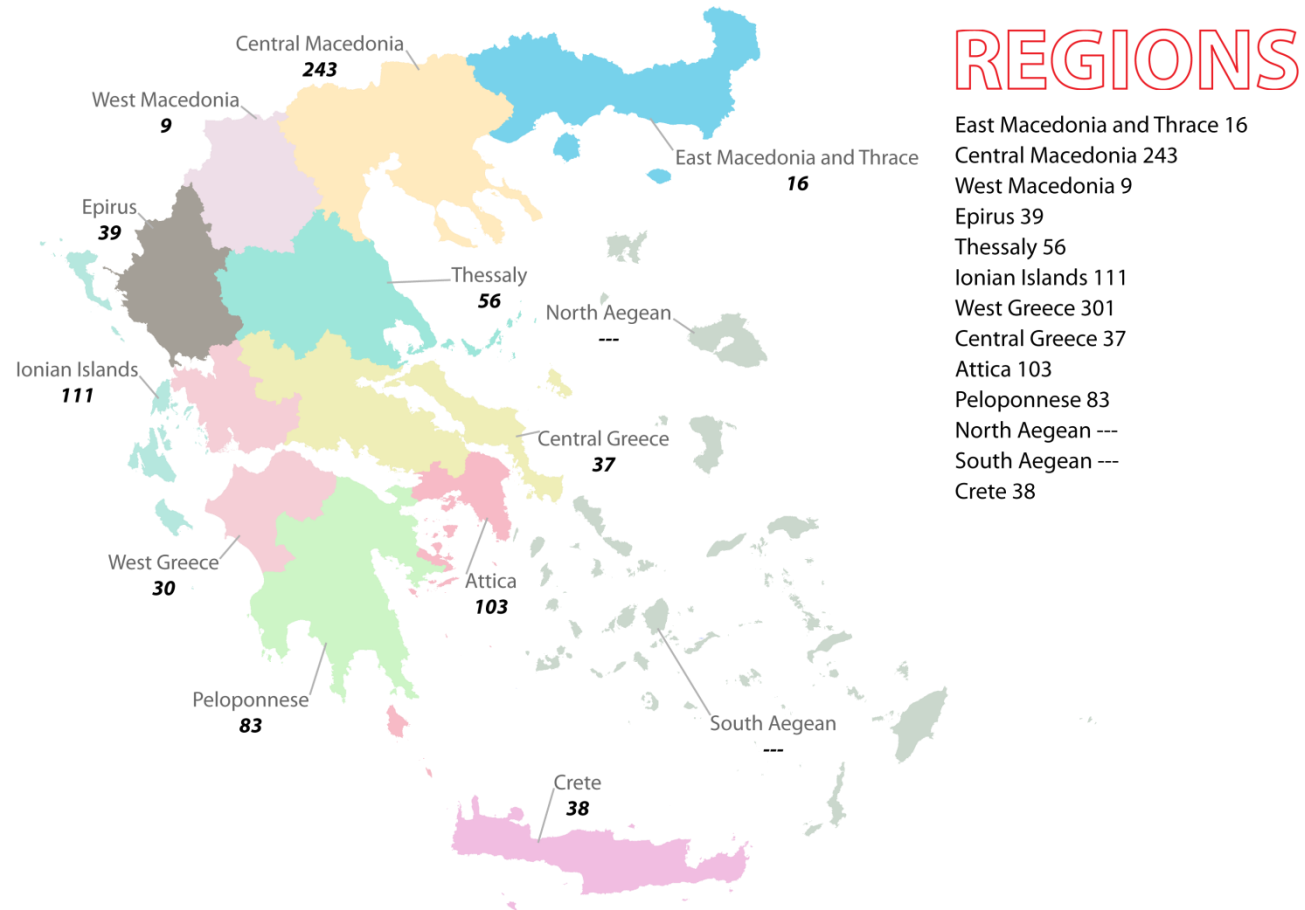 REGIONS
Central Macedonia
243
West Macedonia
9
East Macedonia and Thrace
16
Epirus
39
Thessaly
56
North Aegean
---
Ionian Islands
111
Central Greece
37
West Greece
30
Attica
103
Peloponnese
83
South Aegean
---
Crete
38
East Macedonia and Thrace 16
Central Macedonia 243
West Macedonia 9
Epirus 39
Thessaly 56
Ionian Islands 111
West Greece 301
Central Greece 37
Attica 103
Peloponnese 83
North Aegean ---
South Aegean ---
Crete 38